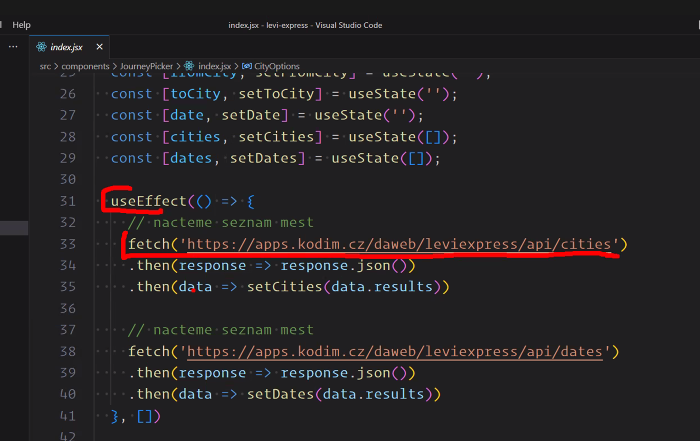 Help
index.jsx - levi-express - Visual Studio Code
··· index.jsx ×
src > components > JourneyPicker > index.jsx > CityOptions
25 const [fromCity, setFromCity] = useState('');
26 const [toCity, setToCity] = useState('');
27 const [date, setDate] = useState('');
28 const [cities, setCities] = useState([]);
29 const [dates, setDates] = useState([]);
30
31 useEffect(() => {
32 // nacteme seznam mest
33 fetch('https://apps.kodim.cz/daweb/leviexpress/api/cities')
34 .then(response => response.json())
35 .then(data => setCities(data.results))
36
37 // nacteme seznam mest
38 fetch('https://apps.kodim.cz/daweb/leviexpress/api/dates')
39 .then(response => response.json())
40 .then(data => setDates(data.results))
41 }, [])
42